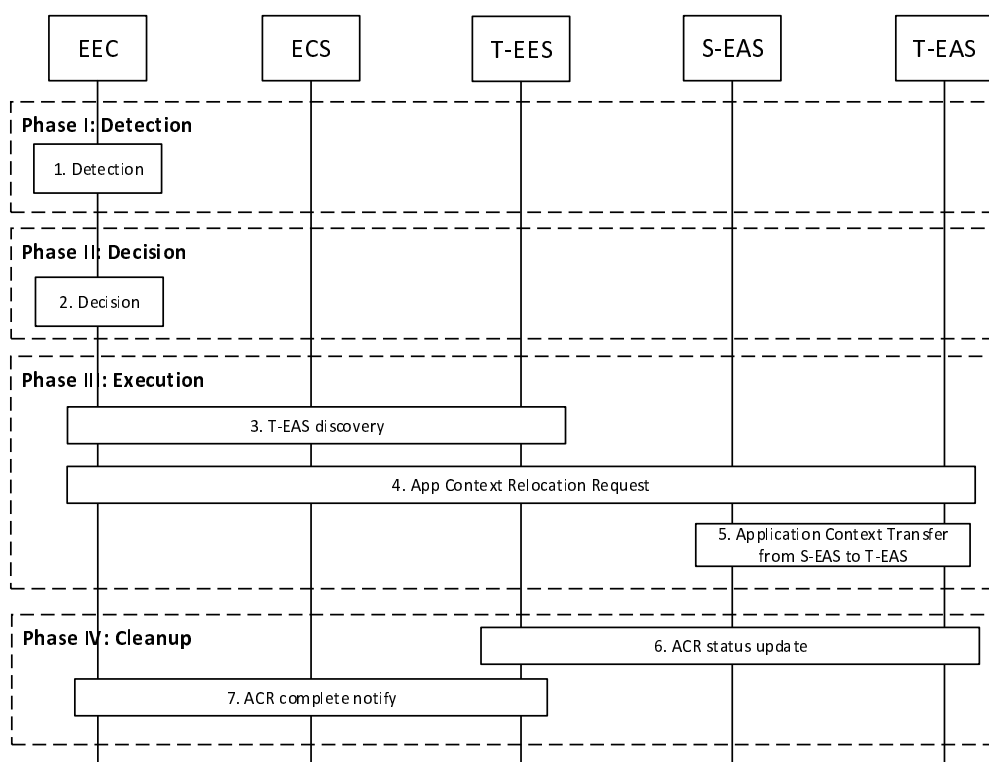 EEC
ECS
T-EES
S-EAS
T-EAS
Phase I: Detection
1. Detection
Phase II: Decision
2. Decision
Phase III: Execution
3. T-EAS discovery
4. App Context Relocation Request
5. Application Context Transfer
from S-EAS to T-EAS
Phase IV: Cleanup
6. ACR status update
7. ACR complete notify